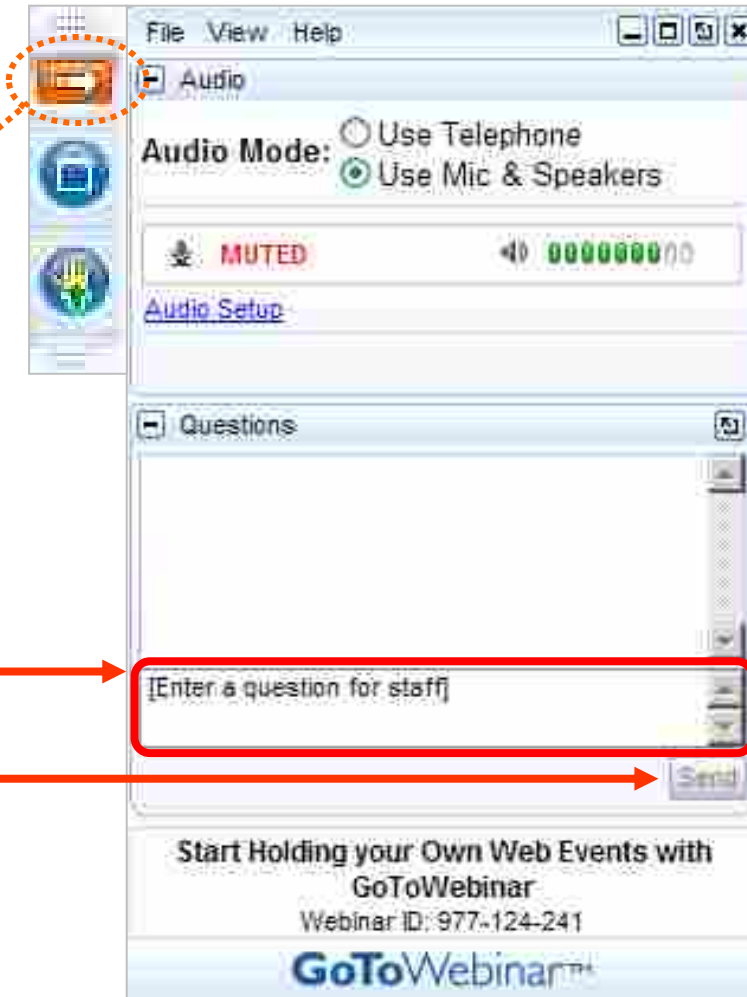 File View Help
Audio
Audio Mode: Use Telephone
Use Mic & Speakers
MUTED
Audio Setup
Questions
[Enter a question for staff]
Send
Start Holding your Own Web Events with
GoToWebinar
Webinar ID: 977-124-241
GoToWebinar™